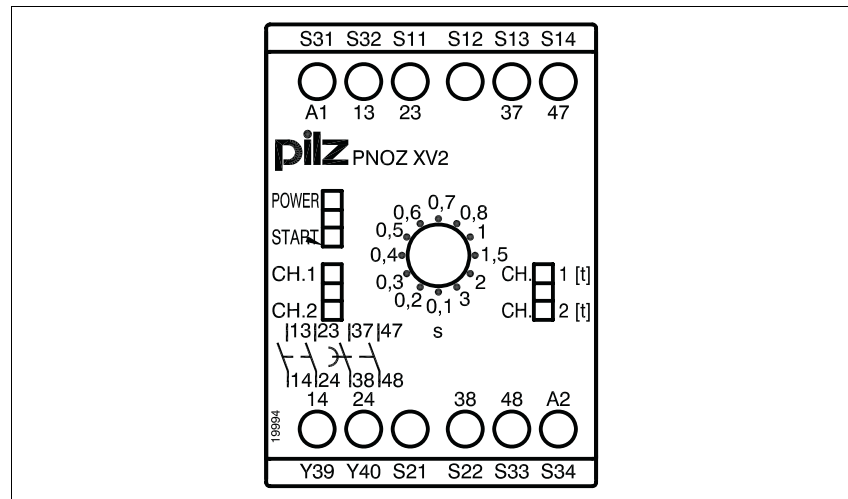 S31 S32 S11 S12 S13 S14
A1 13 23 37 47
pilz PNOZ XV2
POWER
START
CH.1
CH.2
0,7
0,6 0,8
0,5 1
0,4 1,5
0,3 2
0,2 3
0,1
s
CH. 1 [t]
CH. 2 [t]
13 23 37 47
14 24 38 48
14 24 38 48 A2
19994
Y39 Y40 S21 S22 S33 S34